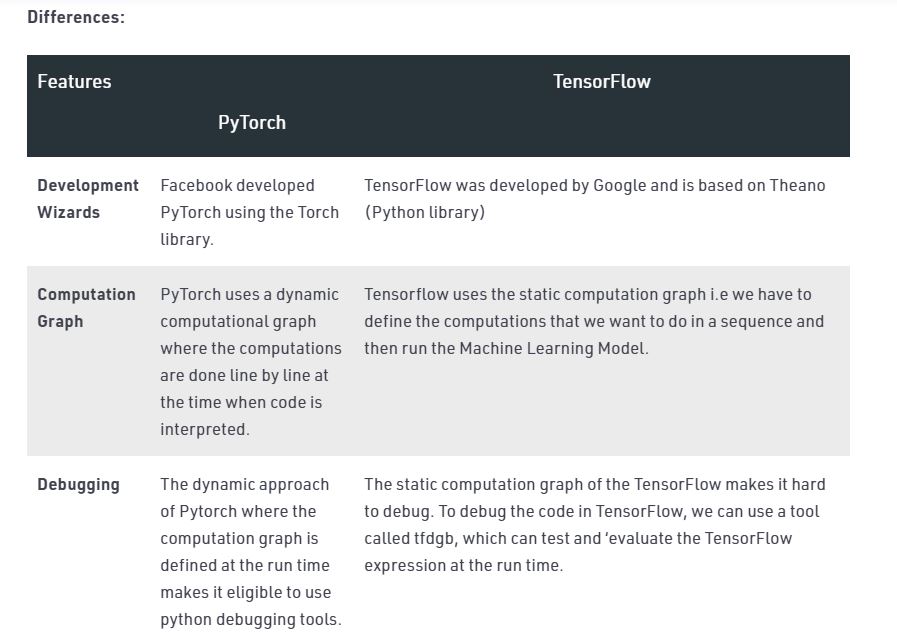 Differences:
Features
TensorFlow
PyTorch
Development
Wizards
Facebook developed
PyTorch using the Torch
library.
TensorFlow was developed by Google and is based on Theano
(Python library)
Computation
Graph
PyTorch uses a dynamic
computational graph
where the computations
are done line by line at
the time when code is
interpreted.
Tensorflow uses the static computation graph i.e we have to
define the computations that we want to do in a sequence and
then run the Machine Learning Model.
Debugging
The dynamic approach
of Pytorch where the
computation graph is
defined at the run time
makes it eligible to use
python debugging tools.
The static computation graph of the TensorFlow makes it hard
to debug. To debug the code in TensorFlow, we can use a tool
called tfdgb, which can test and ‘evaluate the TensorFlow
expression at the run time.